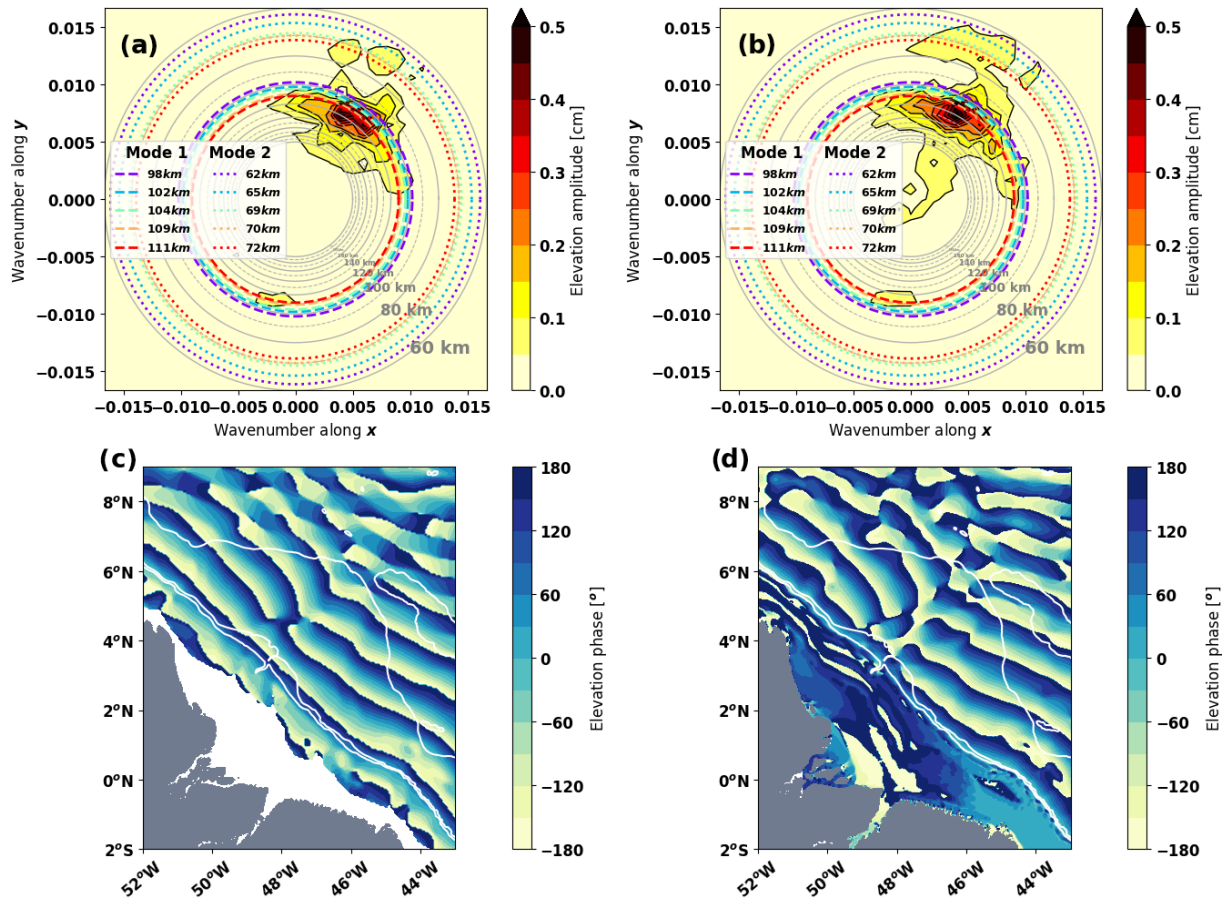 (a)
0.015
0.010
0.005
0.000
−0.005
−0.010
−0.015
Wavenumber along y
Mode 1 Mode 2
98km 62km
102km 65km
104km 69km
109km 70km
111km 72km
140 km
120 km
100 km
80 km
60 km
−0.015 −0.010 −0.005 0.000 0.005 0.010 0.015
Wavenumber along x
0.5
0.4
0.3
0.2
0.1
0.0
Elevation amplitude [cm]
(b)
0.015
0.010
0.005
0.000
−0.005
−0.010
−0.015
Wavenumber along y
Mode 1 Mode 2
98km 62km
102km 65km
104km 69km
109km 70km
111km 72km
140 km
120 km
100 km
80 km
60 km
−0.015 −0.010 −0.005 0.000 0.005 0.010 0.015
Wavenumber along x
0.5
0.4
0.3
0.2
0.1
0.0
Elevation amplitude [cm]
(c)
8°N
6°N
4°N
2°N
0°N
2°S
52°W 50°W 48°W 46°W 44°W
180
120
60
0
−60
−120
−180
Elevation phase [°]
(d)
8°N
6°N
4°N
2°N
0°N
2°S
52°W 50°W 48°W 46°W 44°W
180
120
60
0
−60
−120
−180
Elevation phase [°]